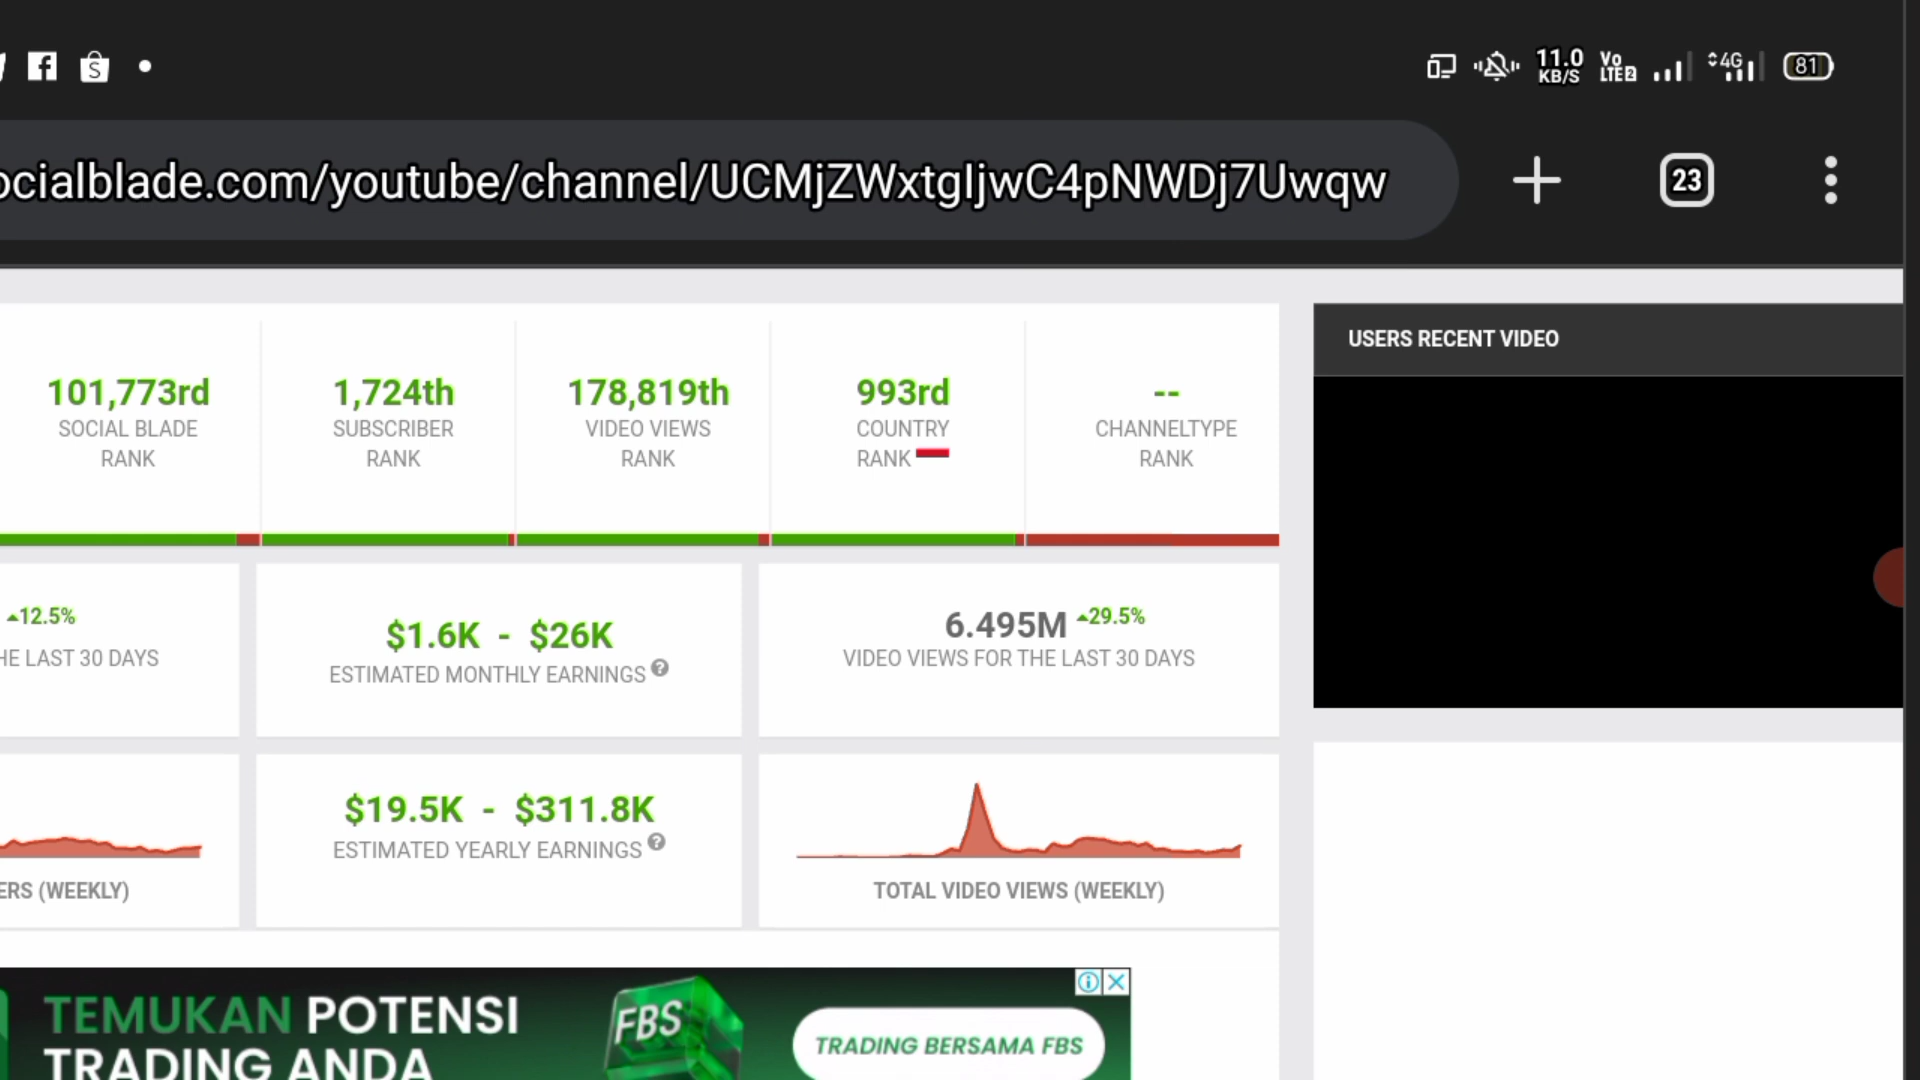 11.0
KB/S
Vo
LTE2
4G
81
ocialblade.com/youtube/channel/UCMjZWxtgIjwC4pNWDj7Uwqw
23
101,773rd
SOCIAL BLADE
RANK
1,724th
SUBSCRIBER
RANK
178,819th
VIDEO VIEWS
RANK
993rd
COUNTRY
RANK
--
CHANNELTYPE
RANK
USERS RECENT VIDEO
12.5%
HE LAST 30 DAYS
$1.6K - $26K
ESTIMATED MONTHLY EARNINGS ?
6.495M 29.5%
VIDEO VIEWS FOR THE LAST 30 DAYS
ERS (WEEKLY)
$19.5K - $311.8K
ESTIMATED YEARLY EARNINGS ?
TOTAL VIDEO VIEWS (WEEKLY)
TEMUKAN POTENSI
TRADING ANDA
FBS
TRADING BERSAMA FBS